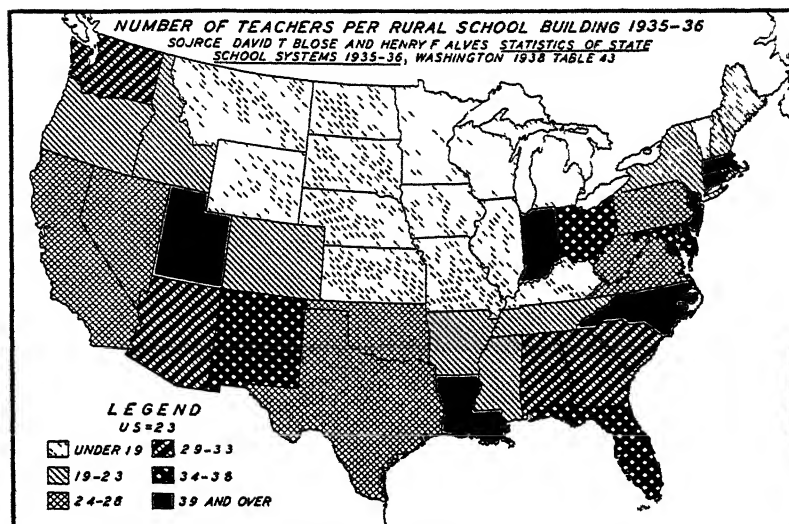 NUMBER OF TEACHERS PER RURAL SCHOOL BUILDING 1935-36
SOJRCE DAVID T BLOSE AND HENRY F ALVES STATISTICS OF STATE
SCHOOL SYSTEMS 1935-36, WASHINGTON 1938 TABLE 43
LEGEND
US=23
UNDER 19
29-33
19-23
34-38
24-28
39 AND OVER